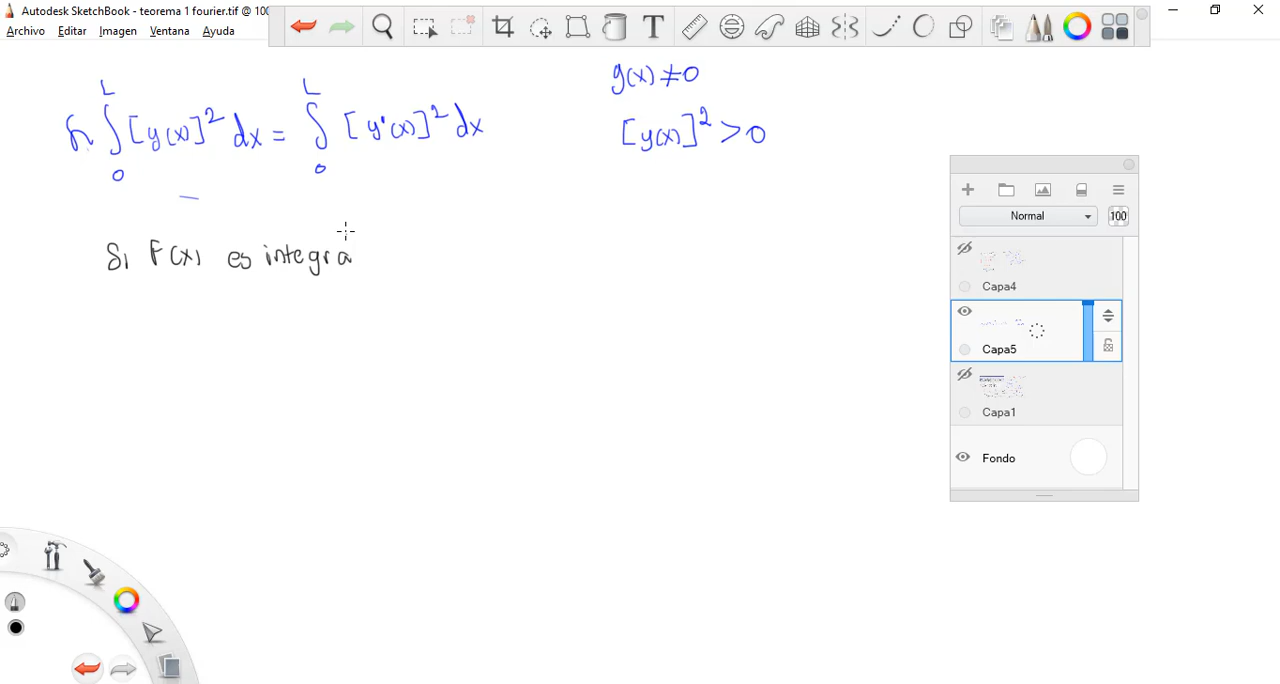 Autodesk SketchBook - teorema 1 fourier.tif @ 100
Archivo Editar Imagen Ventana Ayuda
T
∫₀ᴸ [y(x)]² dx = ∫₀ᴸ [y'(x)]² dx
g(x) ≠ 0
[y(x)]² > 0
Si F(x) es integra
Normal 100
Capa4
Capa5
Capa1
Fondo